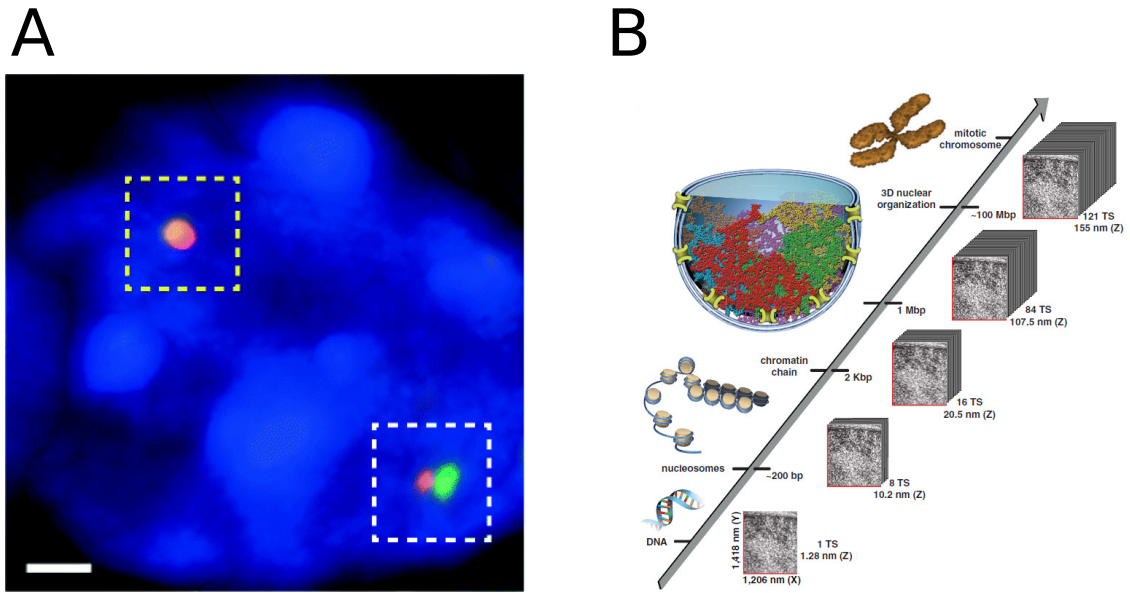 A
B
mitotic
chromosome
3D nuclear
organization
~100 Mbp
121 TS
155 nm (Z)
1 Mbp
84 TS
107.5 nm (Z)
chromatin
chain
2 Kbp
16 TS
20.5 nm (Z)
nucleosomes
~200 bp
8 TS
10.2 nm (Z)
DNA
1,418 nm (Y)
1 TS
1.28 nm (Z)
1,206 nm (X)